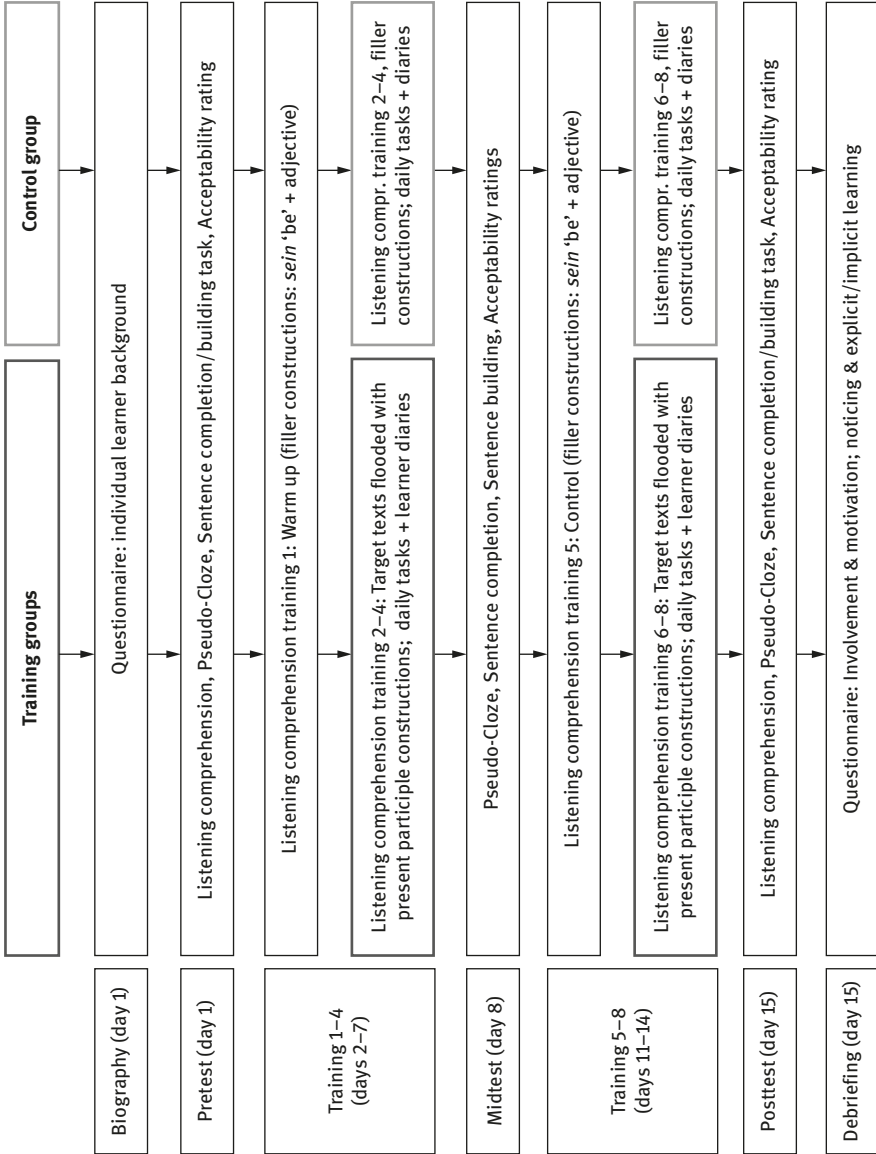 Training groups
Control group
Biography (day 1)
Questionnaire: individual learner background
Pretest (day 1)
Listening comprehension, Pseudo-Cloze, Sentence completion/building task, Acceptability rating
Training 1–4
(days 2–7)
Listening comprehension training 1: Warm up (filler constructions: sein ‘be’ + adjective)
Listening comprehension training 2–4: Target texts flooded with
present participle constructions; daily tasks + learner diaries
Listening compr. training 2–4, filler
constructions; daily tasks + diaries
Midtest (day 8)
Pseudo-Cloze, Sentence completion, Sentence building, Acceptability ratings
Training 5–8
(days 11–14)
Listening comprehension training 5: Control (filler constructions: sein ‘be’ + adjective)
Listening comprehension training 6–8: Target texts flooded with
present participle constructions; daily tasks + learner diaries
Listening compr. training 6–8, filler
constructions; daily tasks + diaries
Posttest (day 15)
Listening comprehension, Pseudo-Cloze, Sentence completion/building task, Acceptability rating
Debriefing (day 15)
Questionnaire: Involvement & motivation; noticing & explicit/implicit learning